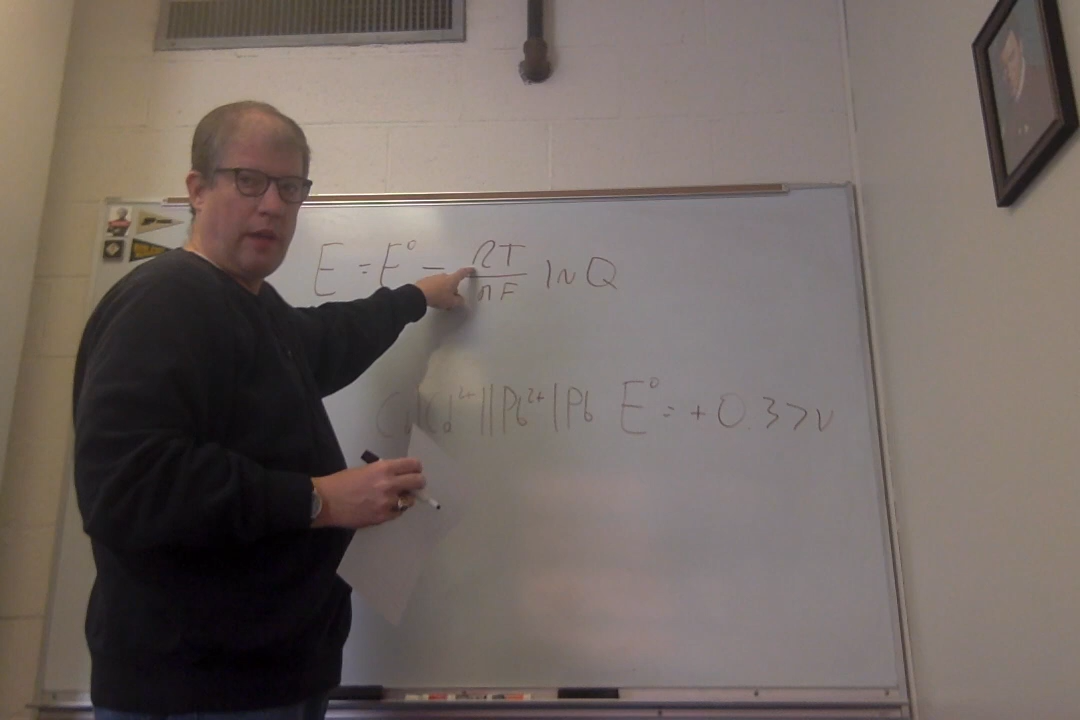 E = E° - RT/nF ln Q
Cd|Cd²⁺||Pb²⁺|Pb E° = +0.37V